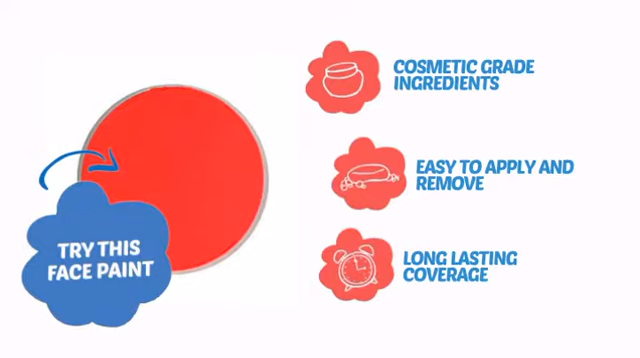 COSMETIC GRADE
INGREDIENTS
EASY TO APPLY AND
REMOVE
LONG LASTING
COVERAGE
TRY THIS
FACE PAINT